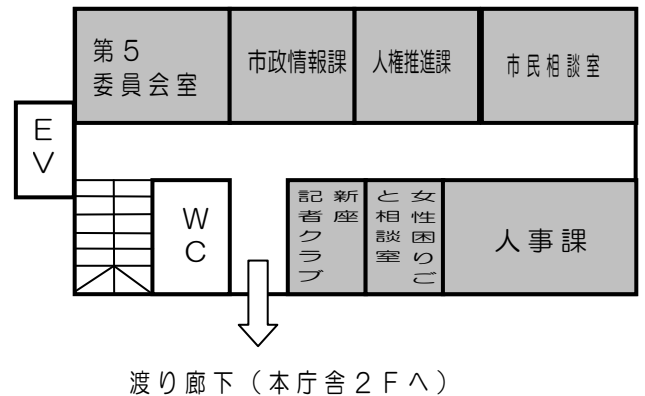 第５
委員会室
市政情報課
人権推進課
市民相談室
ＥＶ
ＷＣ
新座
記者クラブ
女性困りご
と相談室
人事課
渡り廊下（本庁舎２Ｆへ）